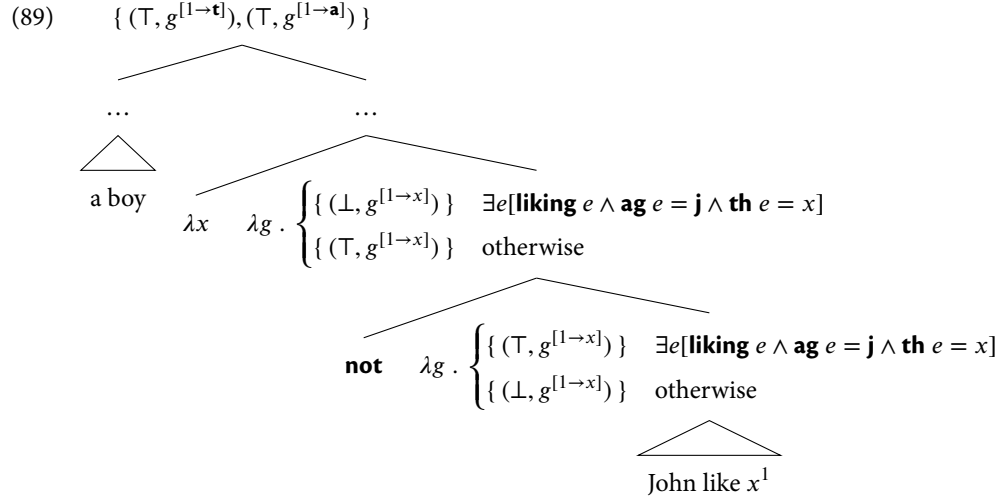 (89) { (⊤, g^[1→t]),(⊤, g^[1→a]) }
… …
a boy
λx λg . { { (⊥, g^[1→x]) } ∃e[liking e ∧ ag e = j ∧ th e = x]
{ (⊤, g^[1→x]) } otherwise
not λg . { { (⊤, g^[1→x]) } ∃e[liking e ∧ ag e = j ∧ th e = x]
{ (⊥, g^[1→x]) } otherwise
John like x^1